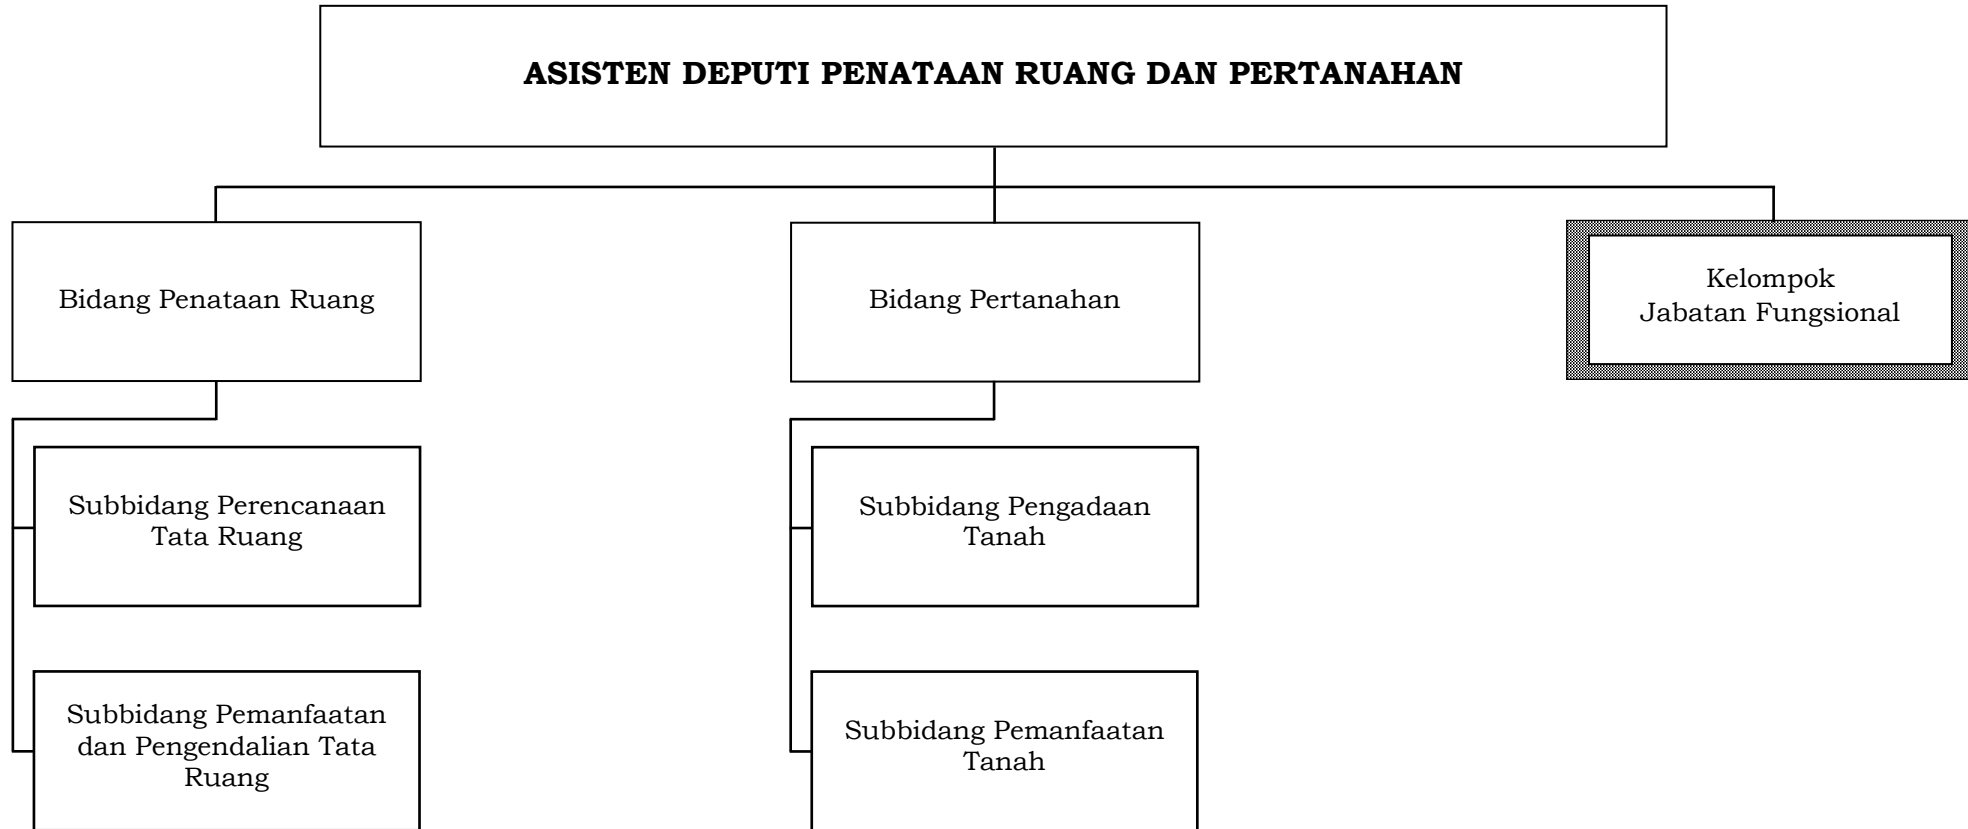 ASISTEN DEPUTI PENATAAN RUANG DAN PERTANAHAN
Bidang Penataan Ruang
Bidang Pertanahan
Kelompok
Jabatan Fungsional
Subbidang Perencanaan
Tata Ruang
Subbidang Pengadaan
Tanah
Subbidang Pemanfaatan
dan Pengendalian Tata
Ruang
Subbidang Pemanfaatan
Tanah